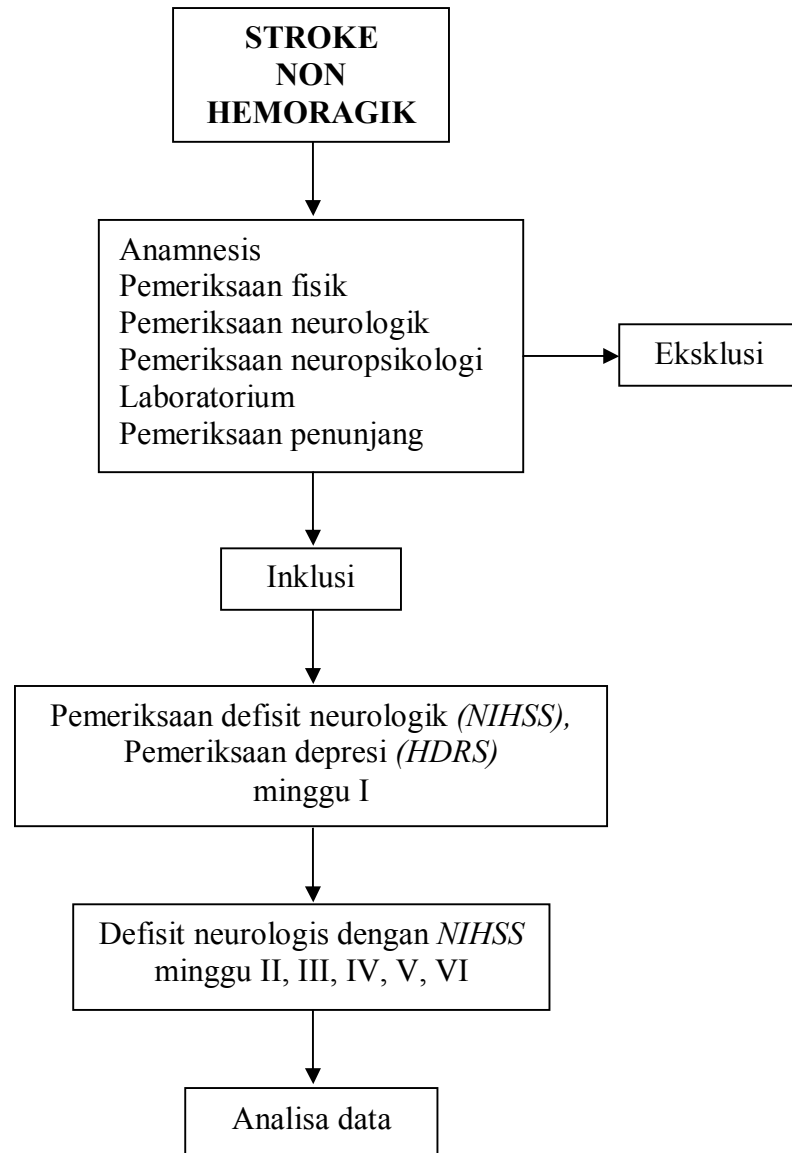 STROKE
NON
HEMORAGIK
Anamnesis
Pemeriksaan fisik
Pemeriksaan neurologik
Pemeriksaan neuropsikologi
Laboratorium
Pemeriksaan penunjang
Eksklusi
Inklusi
Pemeriksaan defisit neurologik (NIHSS),
Pemeriksaan depresi (HDRS)
minggu I
Defisit neurologis dengan NIHSS
minggu II, III, IV, V, VI
Analisa data